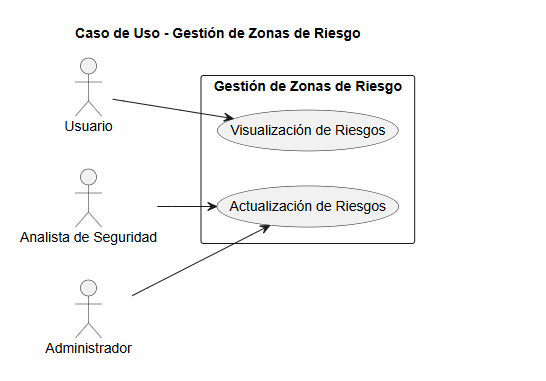 Caso de Uso - Gestión de Zonas de Riesgo
Gestión de Zonas de Riesgo
Usuario
Visualización de Riesgos
Analista de Seguridad
Actualización de Riesgos
Administrador